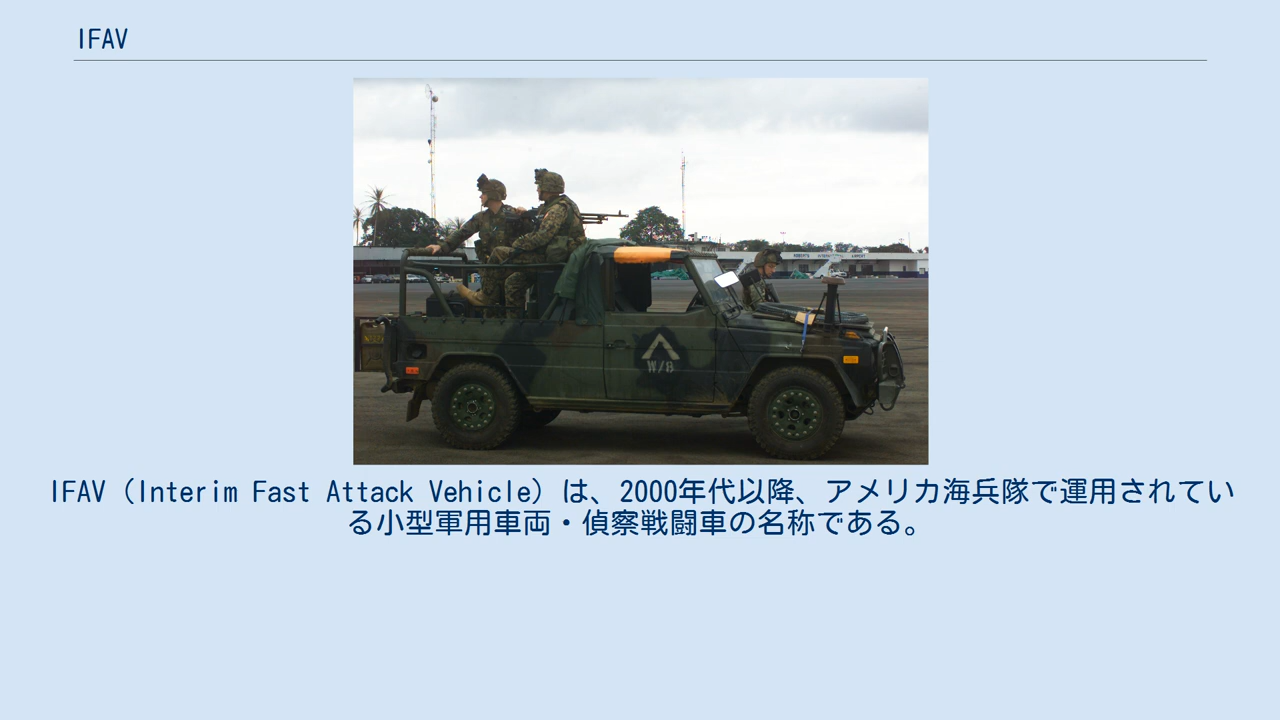 IFAV
W/B
IFAV（Interim Fast Attack Vehicle）は、2000年代以降、アメリカ海兵隊で運用されてい
る小型軍用車両・偵察戦闘車の名称である。